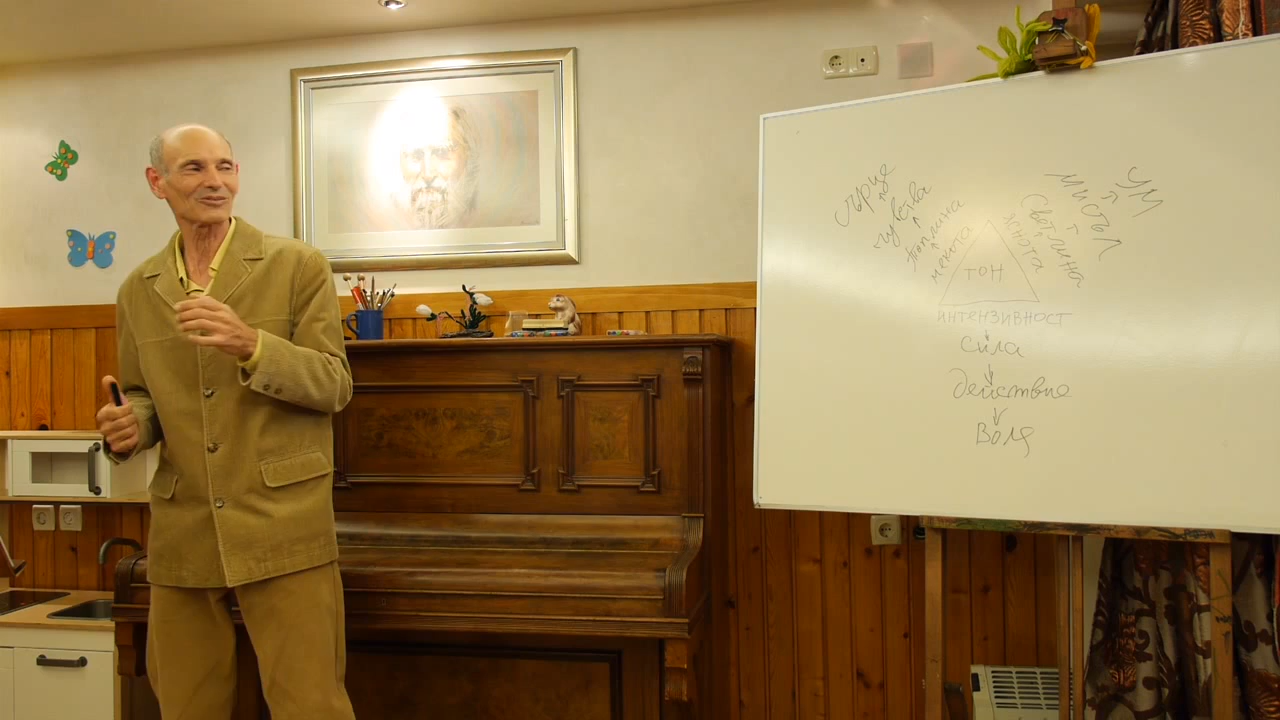 сърце
чувства
топлина
мекота
ум
мисъл
светлина
яснота
тон
интензивност
сила
действие
воля